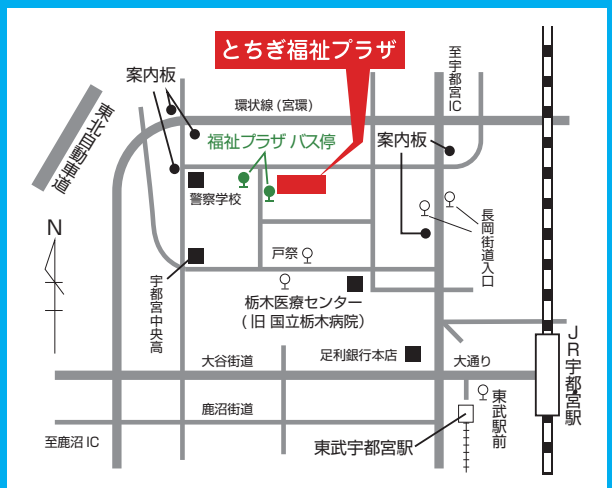 とちぎ福祉プラザ
至宇都宮IC
案内板
環状線(宮環)
東北自動車道
福祉プラザ バス停
案内板
警察学校
長岡街道入口
N
戸祭
宇都宮中央高
栃木医療センター
(旧 国立栃木病院)
足利銀行本店
大谷街道
大通り
JR宇都宮駅
東武駅前
鹿沼街道
至鹿沼 IC
東武宇都宮駅